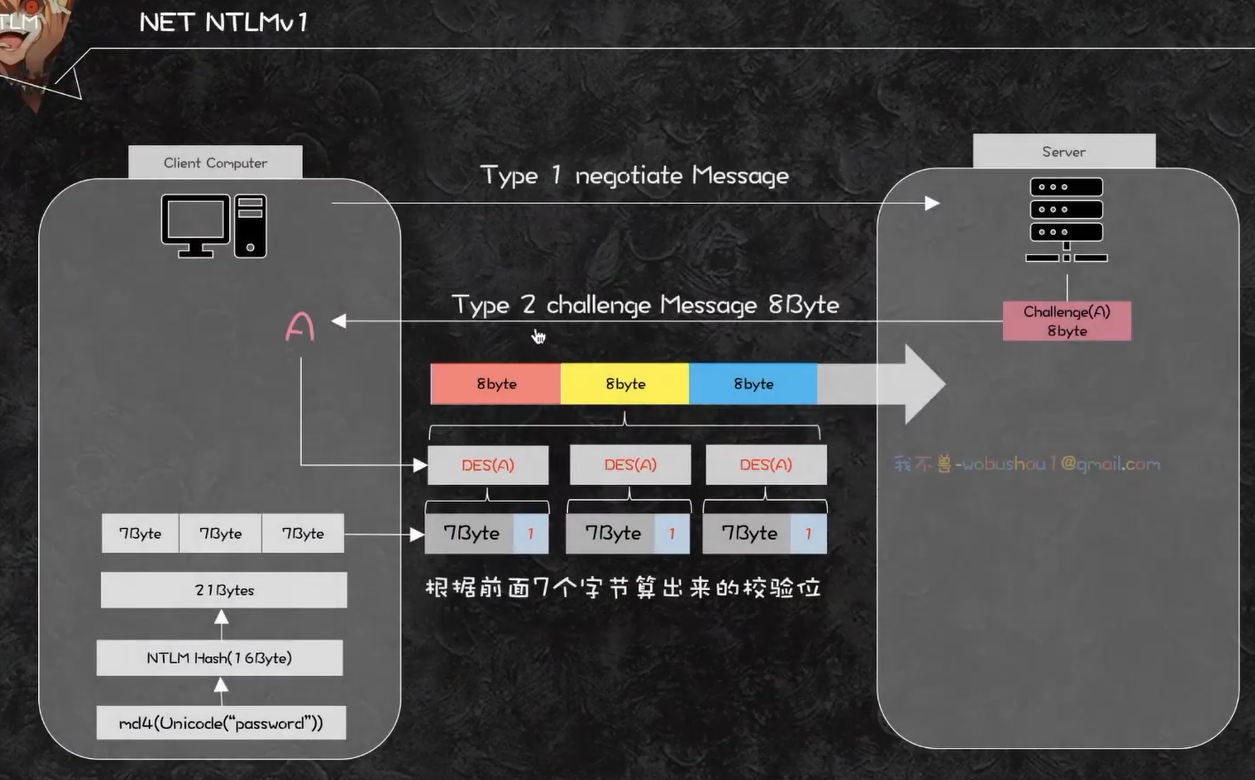 NTLM
NET NTLMv1
Client Computer
Server
Type 1 negotiate Message
Type 2 challenge Message 8Byte
A
Challenge(A)
8byte
8byte 8byte 8byte
DES(A) DES(A) DES(A)
我不兽-wobushou1@gmail.com
7Byte 7Byte 7Byte
7Byte 1 7Byte 1 7Byte 1
根据前面7个字节算出来的校验位
21Bytes
NTLM Hash(16Byte)
md4(Unicode(“password”))